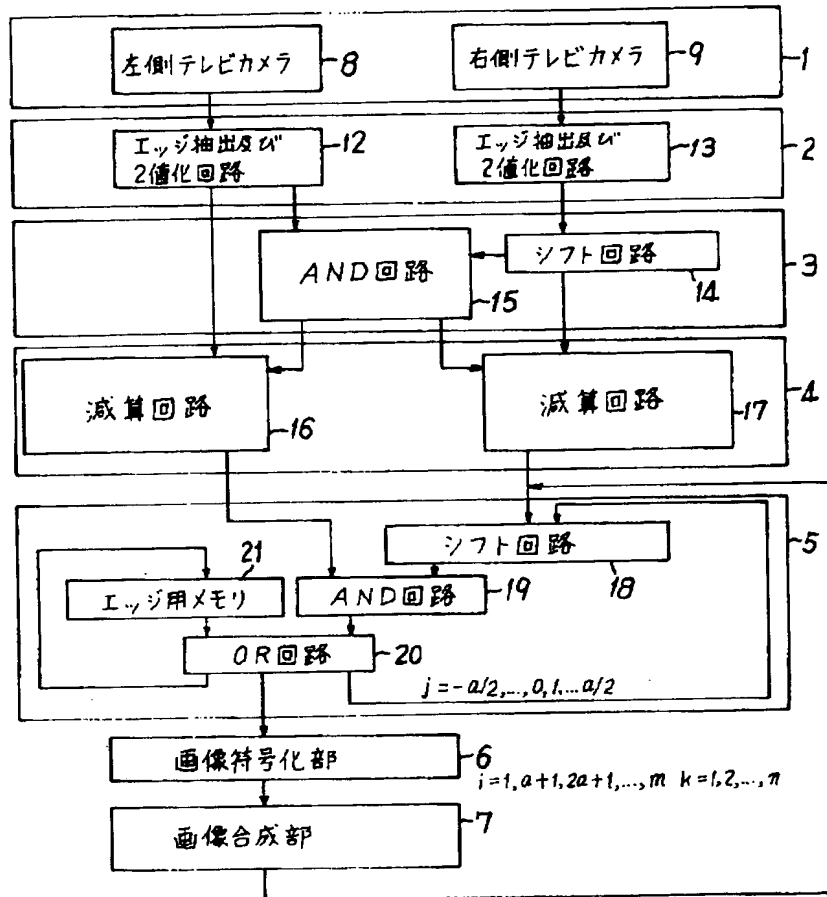 左側テレビカメラ
8
右側テレビカメラ
9
1
エッジ抽出及び
2値化回路
12
エッジ抽出及び
2値化回路
13
2
AND回路
15
シフト回路
14
3
減算回路
16
減算回路
17
4
シフト回路
18
5
21
エッジ用メモリ
AND回路
19
OR回路
20
j=-a/2,...,0,1,...a/2
画像符号化部
6
i=1,a+1,2a+1,...,m k=1,2,...,n
画像合成部
7